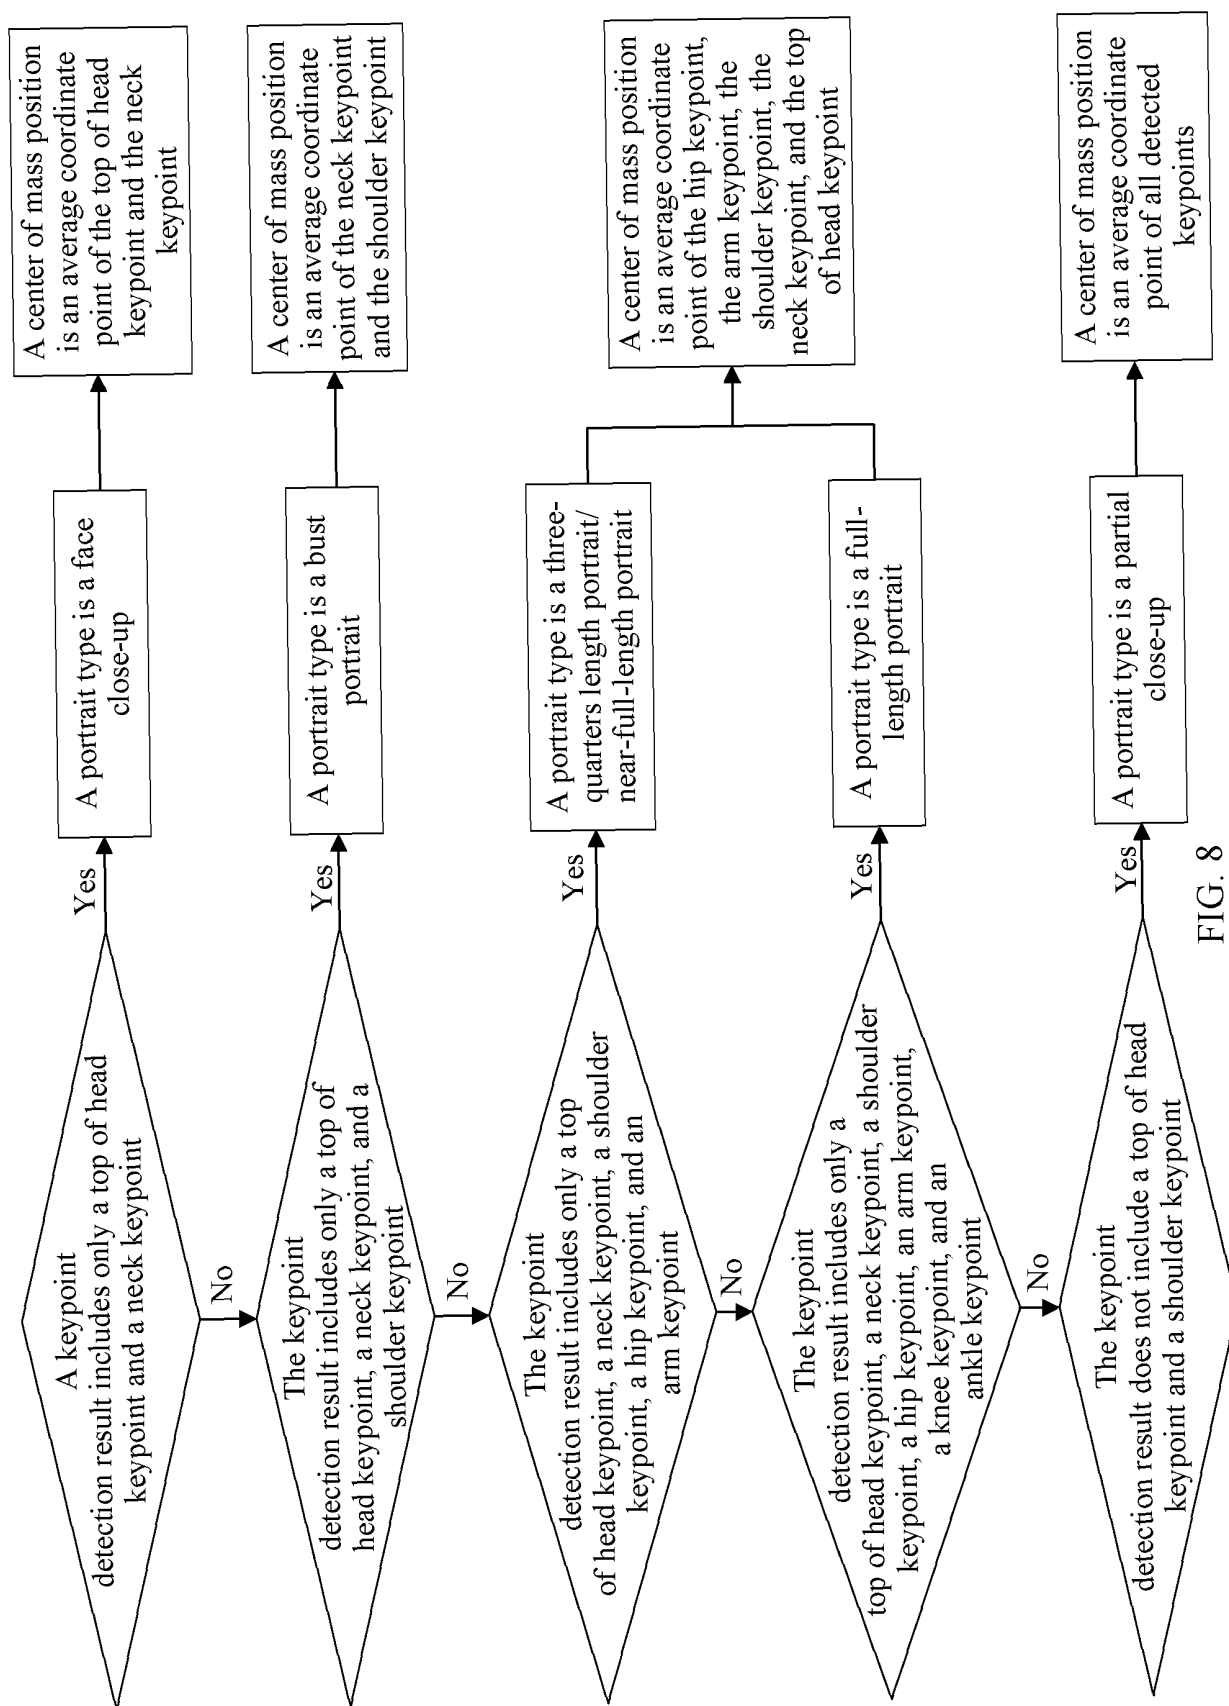 A keypoint
detection result includes only a top of head
keypoint and a neck keypoint
Yes
A portrait type is a face
close-up
A center of mass position
is an average coordinate
point of the top of head
keypoint and the neck
keypoint
No
The keypoint
detection result includes only a top of
head keypoint, a neck keypoint, and a
shoulder keypoint
Yes
A portrait type is a bust
portrait
A center of mass position
is an average coordinate
point of the neck keypoint
and the shoulder keypoint
No
The keypoint
detection result includes only a top
of head keypoint, a neck keypoint, a shoulder
keypoint, a hip keypoint, and an
arm keypoint
Yes
A portrait type is a three-
quarters length portrait/
near-full-length portrait
A center of mass position
is an average coordinate
point of the hip keypoint,
the arm keypoint, the
shoulder keypoint, the
neck keypoint, and the top
of head keypoint
No
The keypoint
detection result includes only a
top of head keypoint, a neck keypoint, a shoulder
keypoint, a hip keypoint, an arm keypoint,
a knee keypoint, and an
ankle keypoint
Yes
A portrait type is a full-
length portrait
No
The keypoint
detection result does not include a top of head
keypoint and a shoulder keypoint
Yes
A portrait type is a partial
close-up
A center of mass position
is an average coordinate
point of all detected
keypoints
FIG. 8